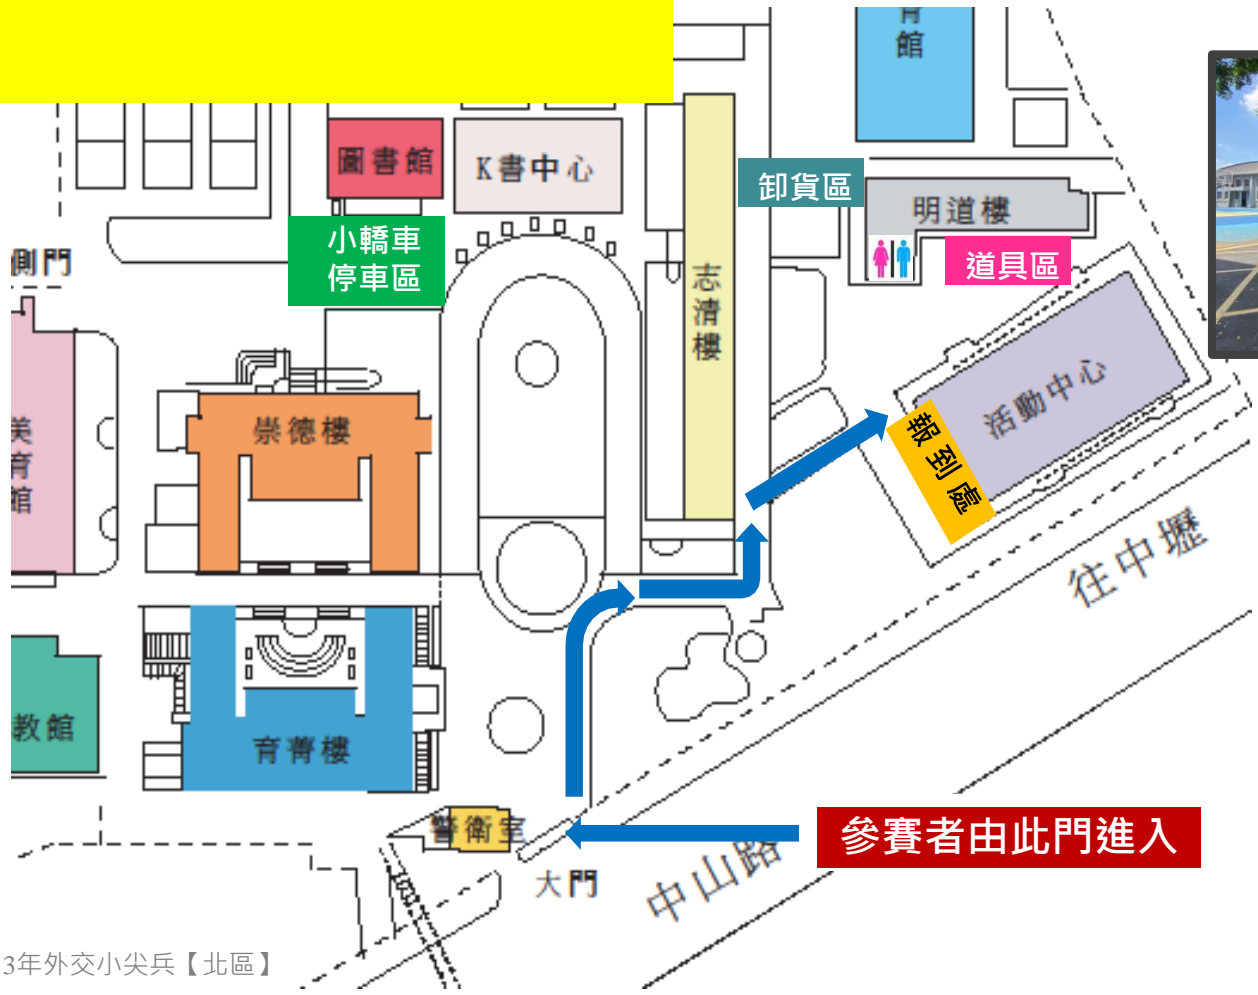 館
圖書館
K書中心
卸貨區
明道樓
小轎車
停車區
側門
道具區
志清樓
活動中心
崇德樓
報到處
美育館
往中壢
教館
育菁樓
警衛室
參賽者由此門進入
大門
中山路
3年外交小尖兵【北區】